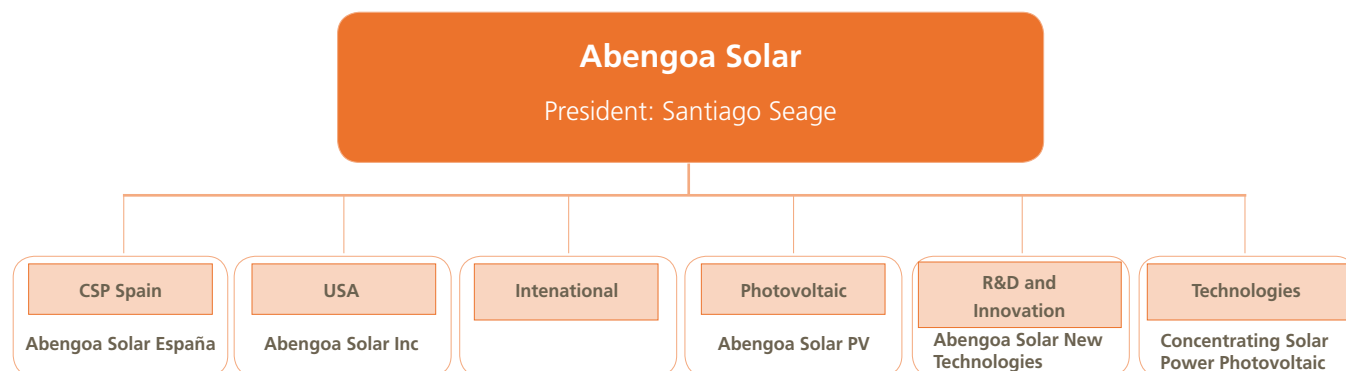 Abengoa Solar
President: Santiago Seage
CSP Spain
Abengoa Solar España
USA
Abengoa Solar Inc
Intenational
Photovoltaic
Abengoa Solar PV
R&D and
Innovation
Abengoa Solar New
Technologies
Technologies
Concentrating Solar
Power Photovoltaic